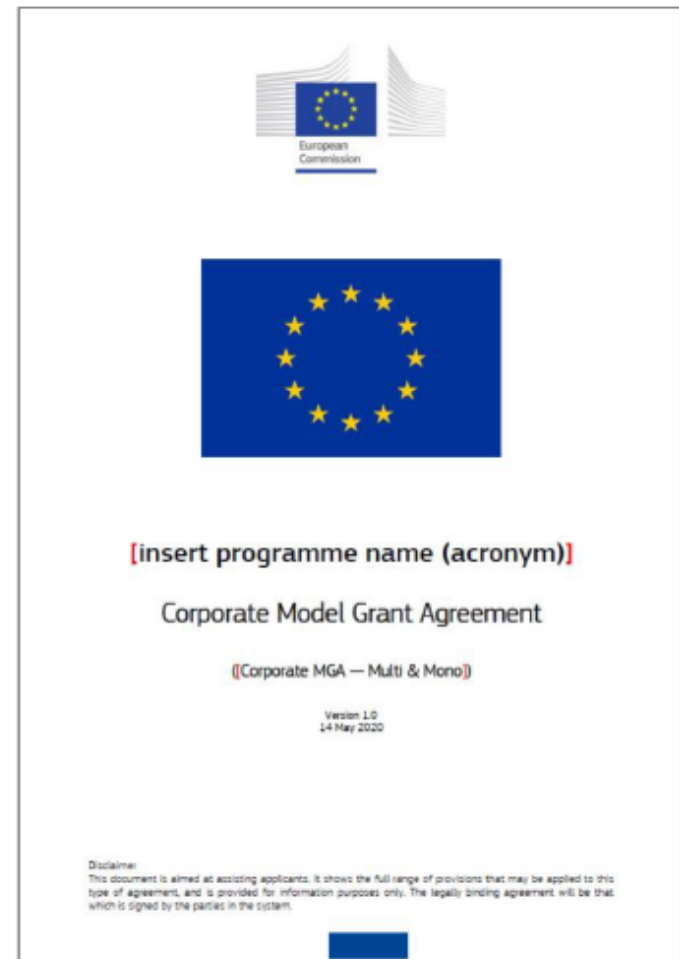 European
Commission
[insert programme name (acronym)]
Corporate Model Grant Agreement
([Corporate MGA — Multi & Mono])
Version 1.0
14 May 2020
Disclaimer
This document is aimed at assisting applicants. It shows the full range of provisions that may be applied to this
type of agreement, and is provided for information purposes only. The legally binding agreement will be that
which is signed by the parties in the system.